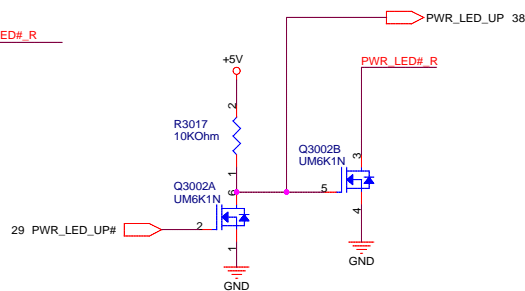 PWR_LED_UP 38
ED#_R
+5V
PWR_LED#_R
2
R3017
10KOhm
Q3002B
UM6K1N
3
1
Q3002A
UM6K1N
6
5
4
29 PWR_LED_UP#
2
1
GND
GND